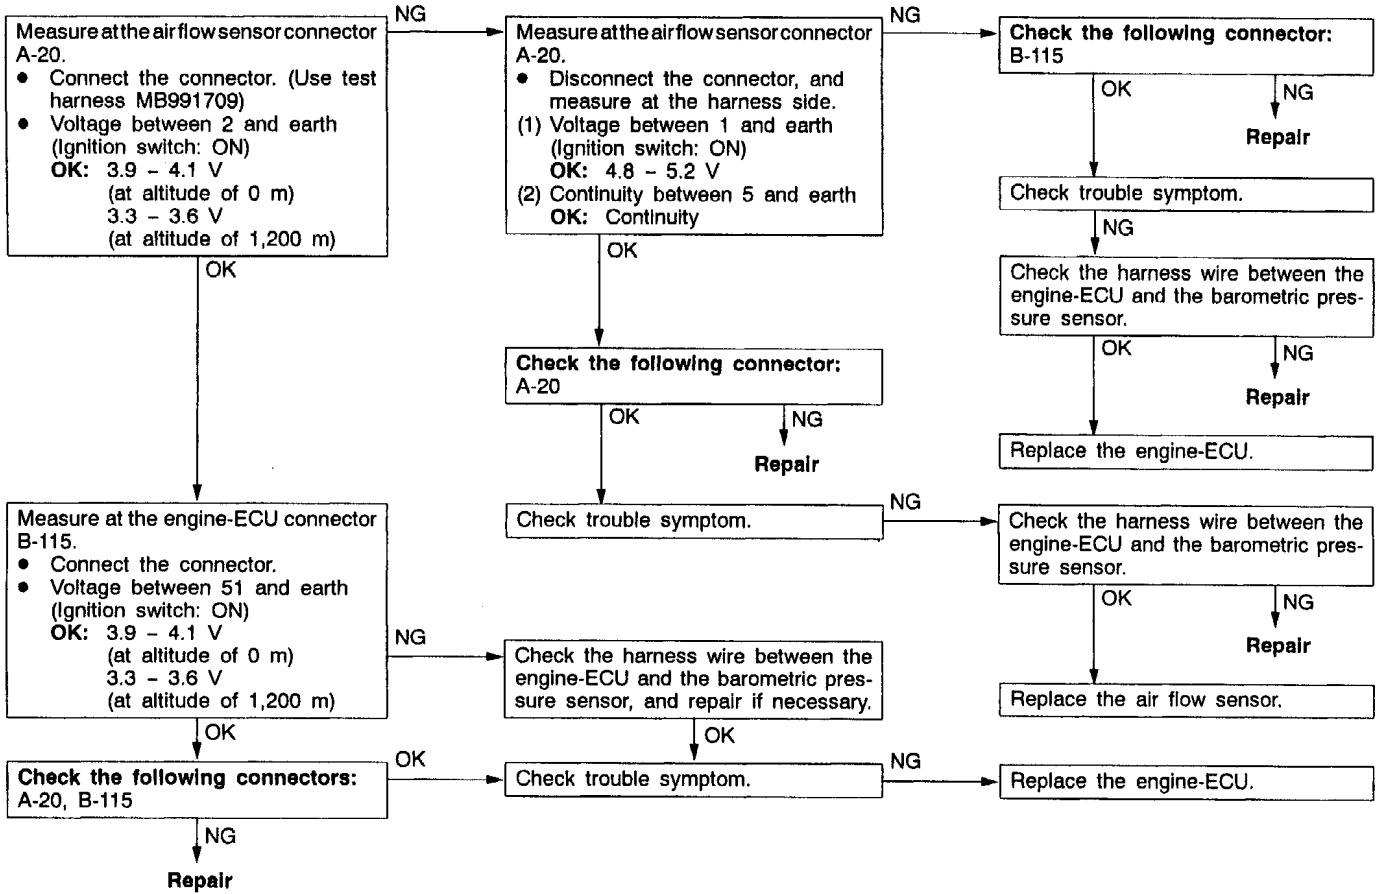 Measure at the air flow sensor connector
A-20.
● Connect the connector. (Use test
harness MB991709)
● Voltage between 2 and earth
(Ignition switch: ON)
OK: 3.9 – 4.1 V
(at altitude of 0 m)
3.3 – 3.6 V
(at altitude of 1,200 m)
NG
OK
Measure at the air flow sensor connector
A-20.
● Disconnect the connector, and
measure at the harness side.
(1) Voltage between 1 and earth
(Ignition switch: ON)
OK: 4.8 – 5.2 V
(2) Continuity between 5 and earth
OK: Continuity
NG
OK
Check the following connector:
B-115
OK
NG
Repair
Check trouble symptom.
NG
Check the harness wire between the
engine-ECU and the barometric pres-
sure sensor.
OK
NG
Repair
Replace the engine-ECU.
Check the following connector:
A-20
OK
NG
Repair
Check trouble symptom.
NG
Check the harness wire between the
engine-ECU and the barometric pres-
sure sensor.
OK
NG
Repair
Replace the air flow sensor.
Measure at the engine-ECU connector
B-115.
● Connect the connector.
● Voltage between 51 and earth
(Ignition switch: ON)
OK: 3.9 – 4.1 V
(at altitude of 0 m)
3.3 – 3.6 V
(at altitude of 1,200 m)
NG
OK
Check the harness wire between the
engine-ECU and the barometric pres-
sure sensor, and repair if necessary.
OK
Check the following connectors:
A-20, B-115
OK
NG
Repair
Check trouble symptom.
NG
Replace the engine-ECU.